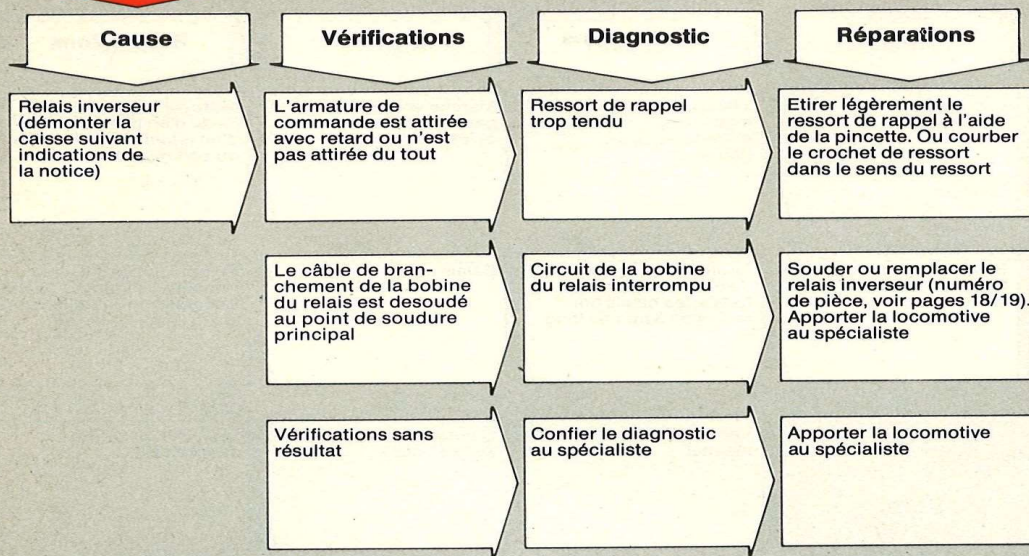 Cause
Vérifications
Diagnostic
Réparations
Relais inverseur
(démonter la
caisse suivant
indications de
la notice)
L'armature de
commande est attirée
avec retard ou n'est
pas attirée du tout
Ressort de rappel
trop tendu
Etirer légèrement le
ressort de rappel à l'aide
de la pincette. Ou courber
le crochet de ressort
dans le sens du ressort
Le câble de bran-
chement de la bobine
du relais est desoudé
au point de soudure
principal
Circuit de la bobine
du relais interrompu
Souder ou remplacer le
relais inverseur (numéro
de pièce, voir pages 18/19).
Apporter la locomotive
au spécialiste
Vérifications sans
résultat
Confier le diagnostic
au spécialiste
Apporter la locomotive
au spécialiste